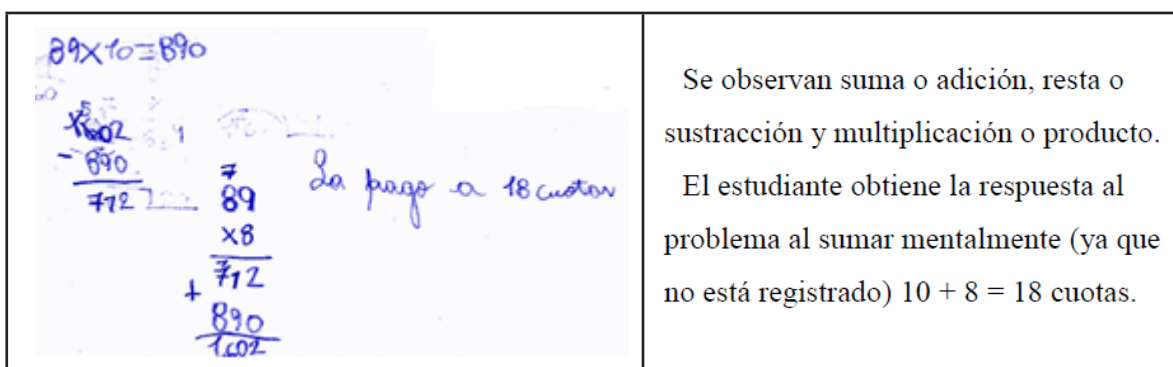 89x10=890
5
1602
- 890
712
7
89
x8
712
+
890
1602
La pago a 18 cuotas
Se observan suma o adición, resta o
sustracción y multiplicación o producto.
El estudiante obtiene la respuesta al
problema al sumar mentalmente (ya que
no está registrado) 10 + 8 = 18 cuotas.